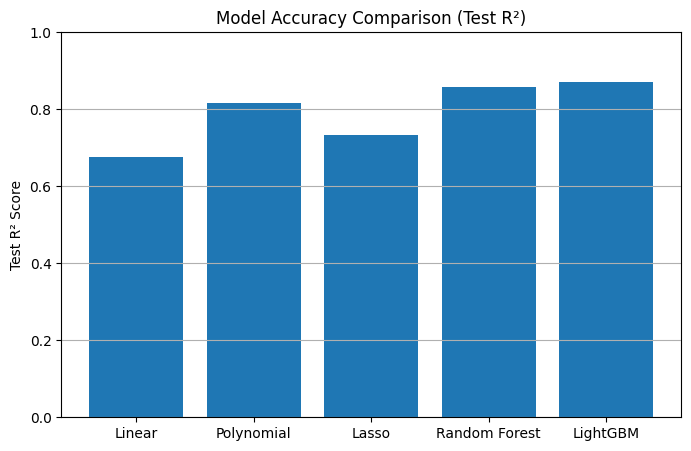 Model Accuracy Comparison (Test R²)
1.0
0.8
0.6
0.4
0.2
0.0
Test R² Score
Linear Polynomial Lasso Random Forest LightGBM